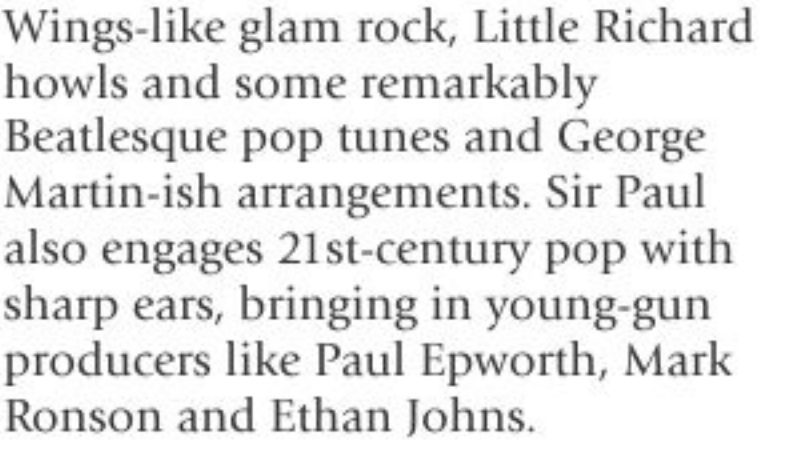 Wings-like glam rock, Little Richard
howls and some remarkably
Beatlesque pop tunes and George
Martin-ish arrangements. Sir Paul
also engages 21st-century pop with
sharp ears, bringing in young-gun
producers like Paul Epworth, Mark
Ronson and Ethan Johns.